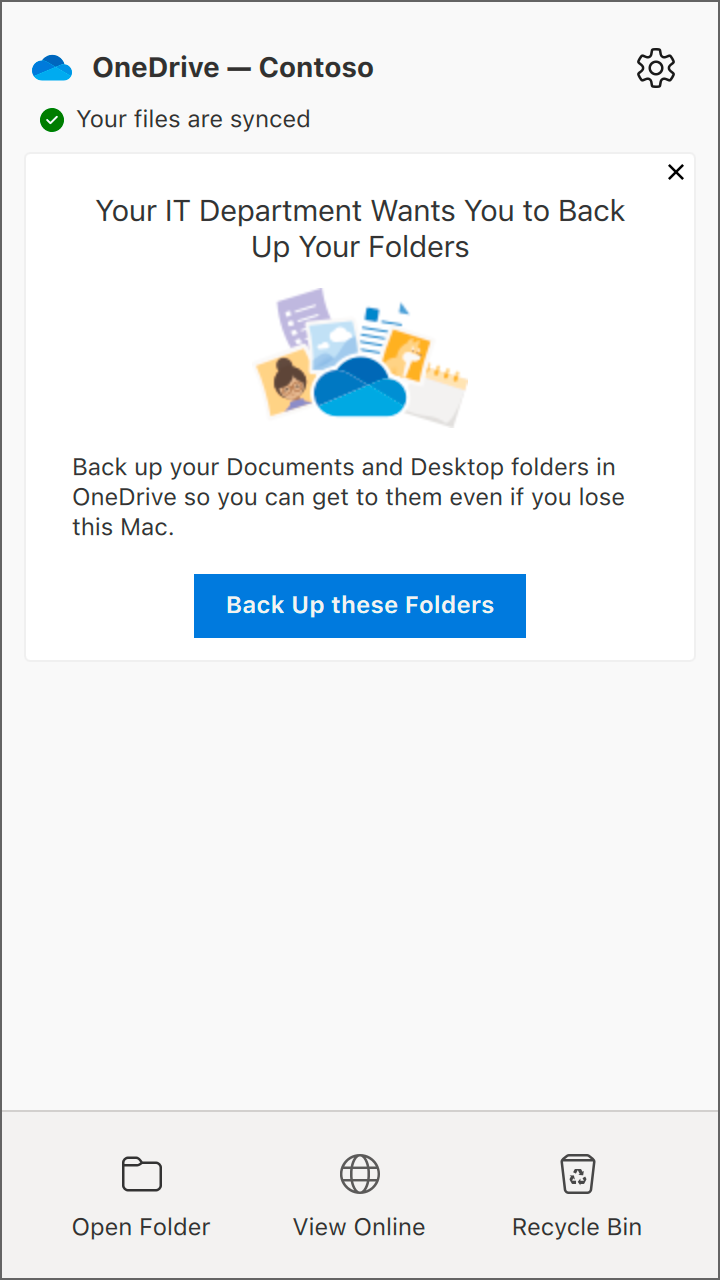 OneDrive — Contoso
Your files are synced
Your IT Department Wants You to Back
Up Your Folders
Back up your Documents and Desktop folders in
OneDrive so you can get to them even if you lose
this Mac.
Back Up these Folders
Open Folder
View Online
Recycle Bin